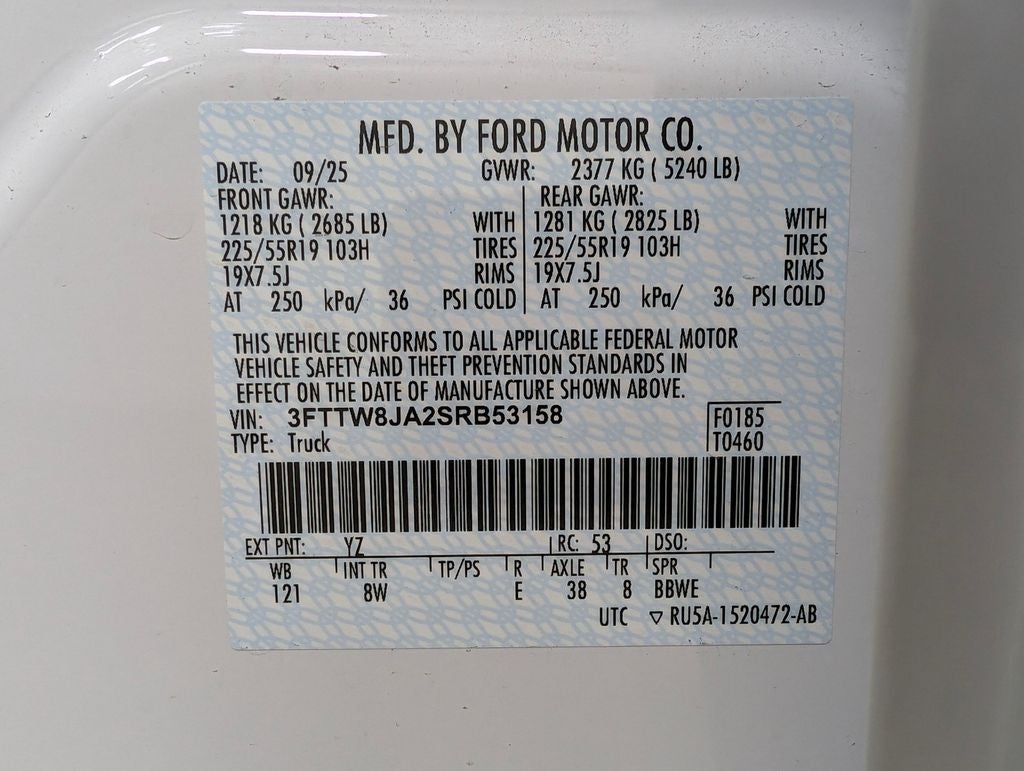 MFD. BY FORD MOTOR CO.
DATE: 09/25 GVWR: 2377 KG ( 5240 LB)
FRONT GAWR: REAR GAWR:
1218 KG ( 2685 LB) WITH 1281 KG ( 2825 LB) WITH
225/55R19 103H TIRES 225/55R19 103H TIRES
19X7.5J RIMS 19X7.5J RIMS
AT 250 kPa/ 36 PSI COLD AT 250 kPa/ 36 PSI COLD
THIS VEHICLE CONFORMS TO ALL APPLICABLE FEDERAL MOTOR
VEHICLE SAFETY AND THEFT PREVENTION STANDARDS IN
EFFECT ON THE DATE OF MANUFACTURE SHOWN ABOVE.
VIN: 3FTTW8JA2SRB53158 F0185
TYPE: Truck T0460
EXT PNT: YZ RC: 53 DSO:
WB INT TR TP/PS R AXLE TR SPR
121 8W E 38 8 BBWE
UTC ▽ RU5A-1520472-AB